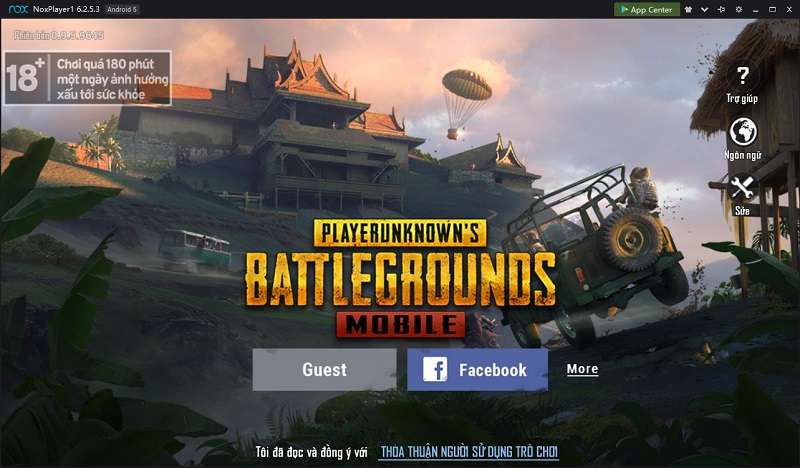 nox NoxPlayer1 6.2.5.3 Android 5 App Center
Phiên bản 0.9.5.9645
18+
Chơi quá 180 phút
một ngày ảnh hưởng
xấu tới sức khỏe
?
Trợ giúp
Ngôn ngữ
Sửa
PLAYERUNKNOWN'S
BATTLEGROUNDS
MOBILE
Guest
f Facebook
More
Tôi đã đọc và đồng ý với THỎA THUẬN NGƯỜI SỬ DỤNG TRÒ CHƠI